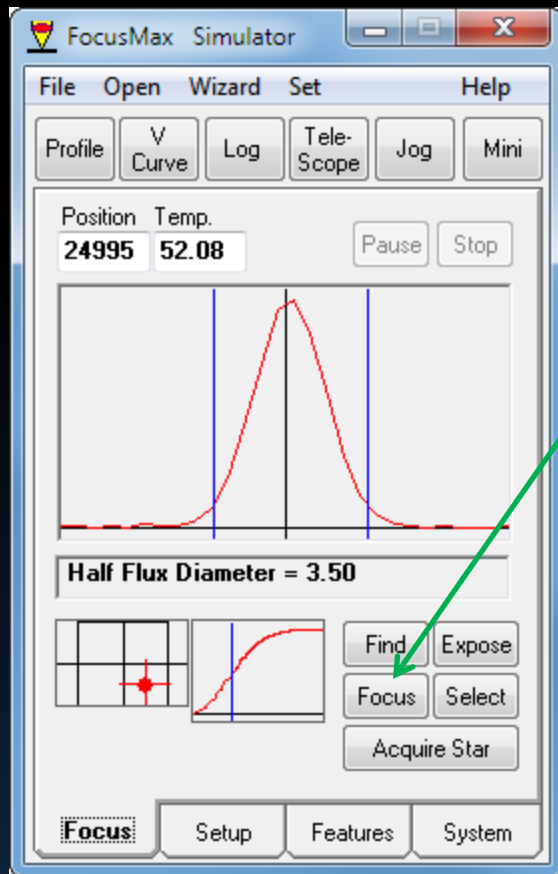 FocusMax Simulator
File Open Wizard Set Help
Profile V Curve Log Tele-Scope Jog Mini
Position Temp.
24995 52.08 Pause Stop
Half Flux Diameter = 3.50
Find Expose
Focus Select
Acquire Star
Focus Setup Features System